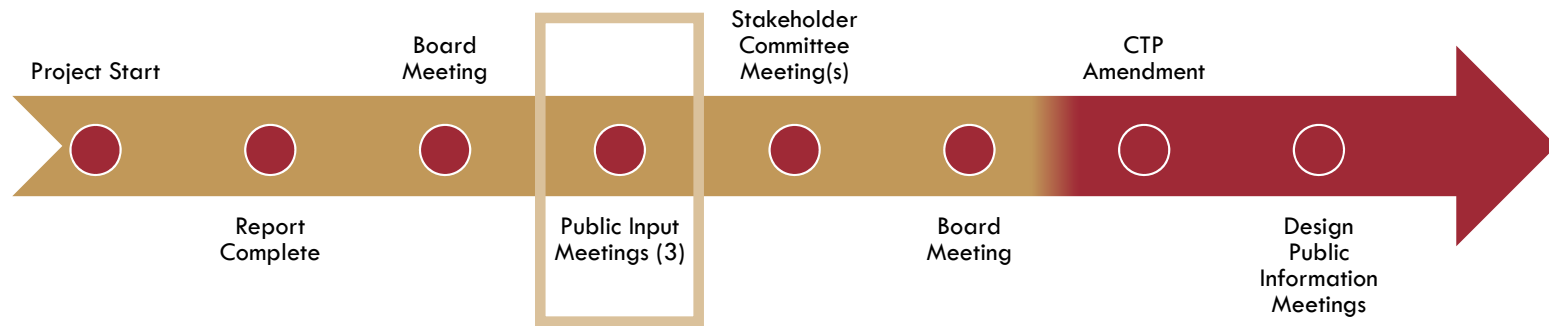 Project Start
Report
Complete
Board
Meeting
Public Input
Meetings (3)
Stakeholder
Committee
Meeting(s)
Board
Meeting
CTP
Amendment
Design
Public
Information
Meetings